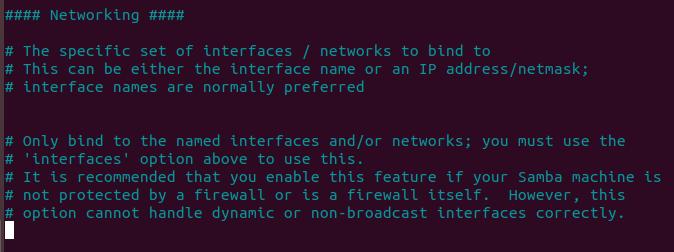 #### Networking ####
# The specific set of interfaces / networks to bind to
# This can be either the interface name or an IP address/netmask;
# interface names are normally preferred
# Only bind to the named interfaces and/or networks; you must use the
# 'interfaces' option above to use this.
# It is recommended that you enable this feature if your Samba machine is
# not protected by a firewall or is a firewall itself.  However, this
# option cannot handle dynamic or non-broadcast interfaces correctly.